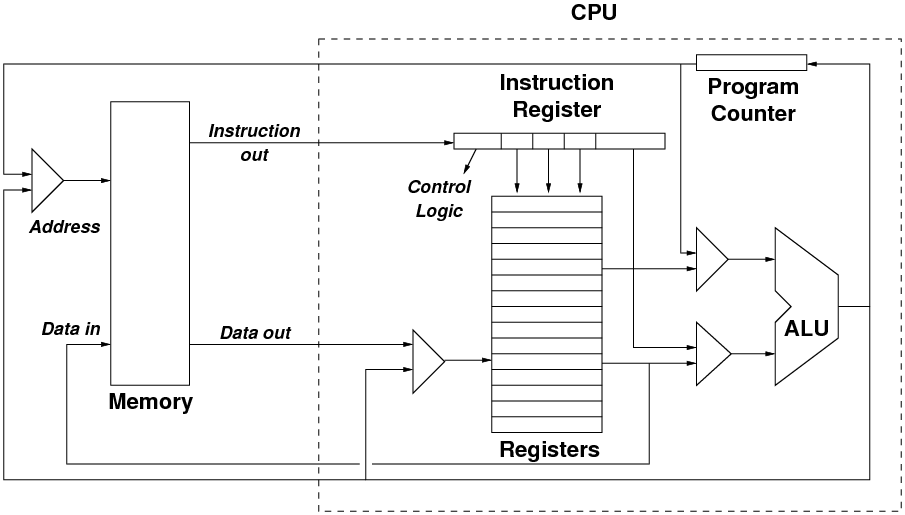 CPU
Instruction
Register
Program
Counter
Instruction
out
Control
Logic
Address
Data in
Data out
ALU
Memory
Registers